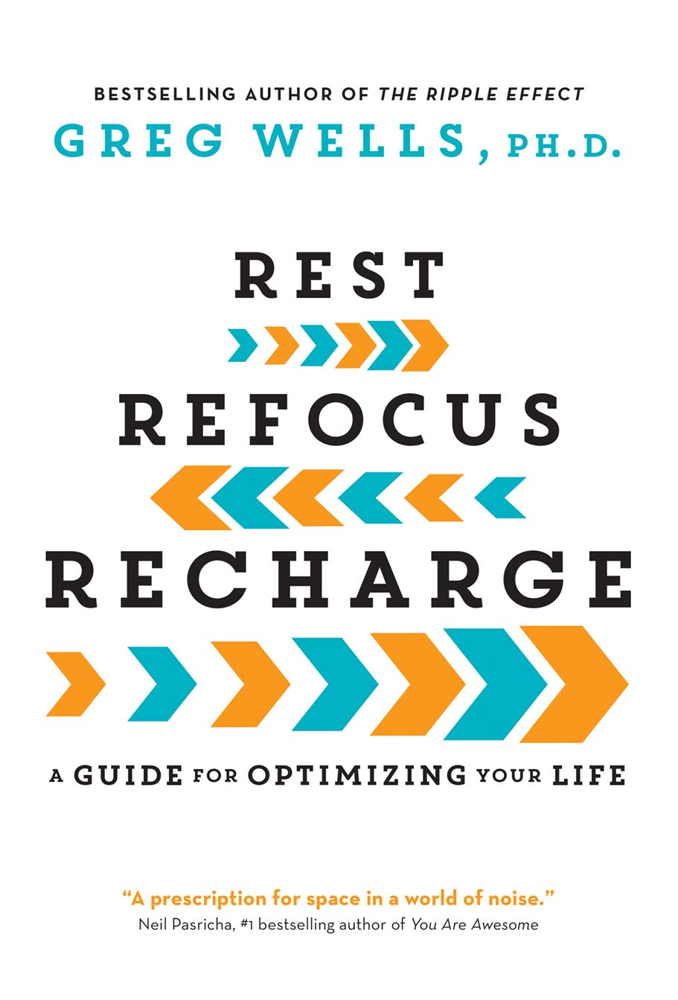 BESTSELLING AUTHOR OF THE RIPPLE EFFECT
GREG WELLS, PH.D.
REST
REFOCUS
RECHARGE
A GUIDE FOR OPTIMIZING YOUR LIFE
“A prescription for space in a world of noise.”
Neil Pasricha, #1 bestselling author of You Are Awesome